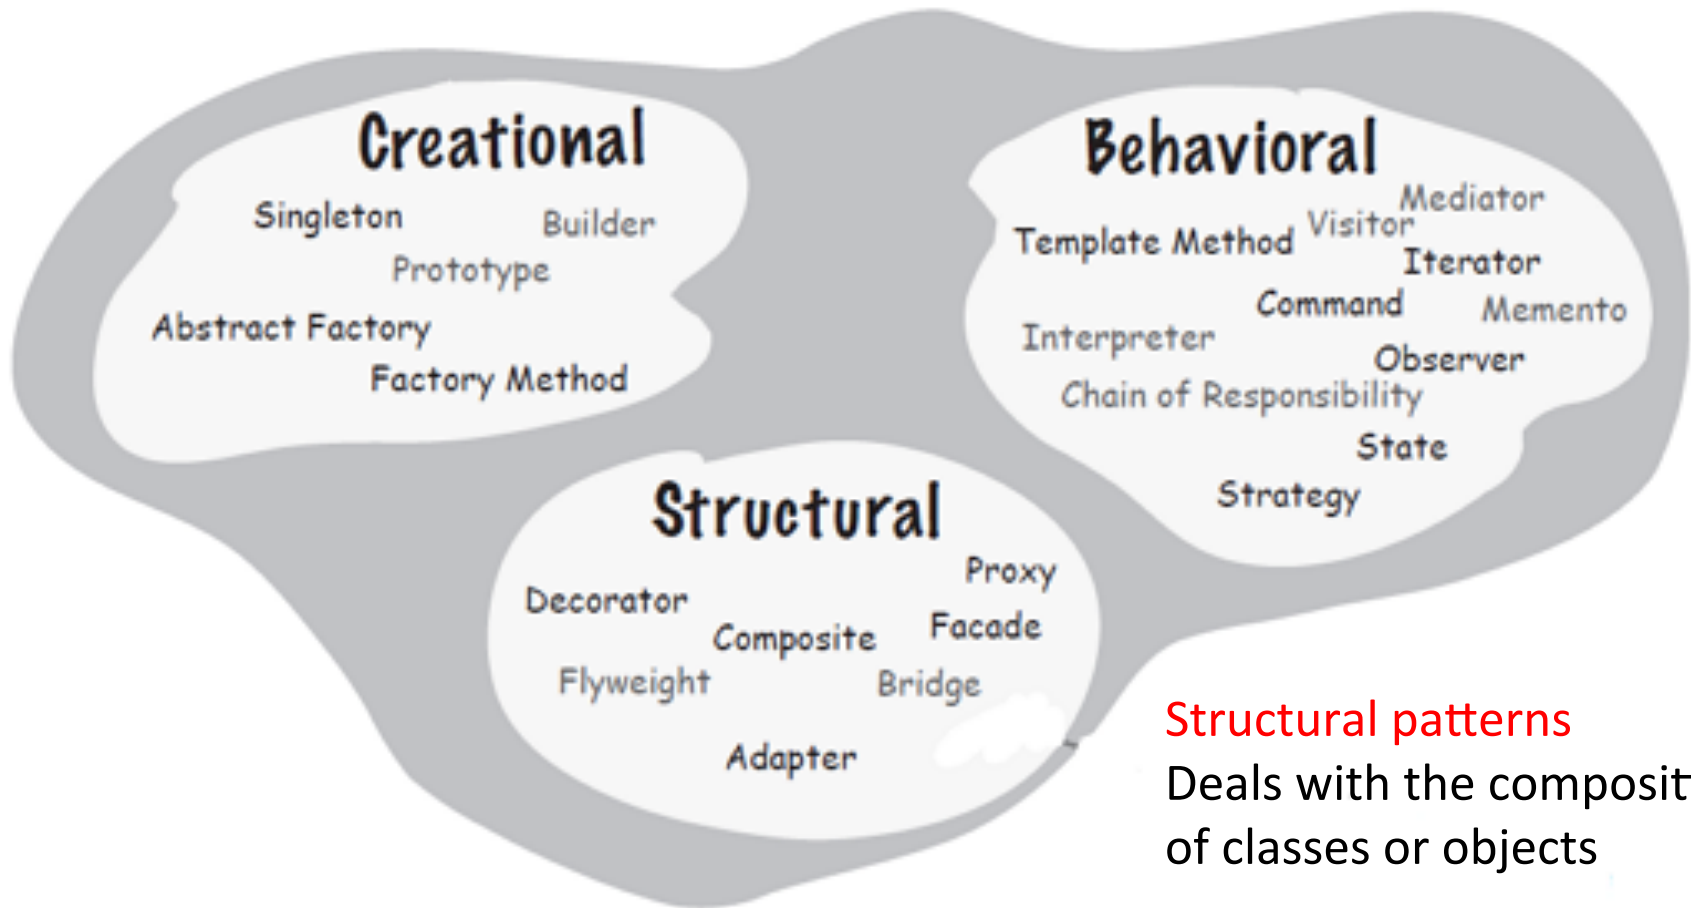 Creational
Singleton
Builder
Prototype
Abstract Factory
Factory Method
Behavioral
Mediator
Visitor
Template Method
Iterator
Command
Memento
Interpreter
Observer
Chain of Responsibility
State
Strategy
Structural
Proxy
Decorator
Facade
Composite
Flyweight
Bridge
Adapter
Structural patterns
Deals with the composit
of classes or objects